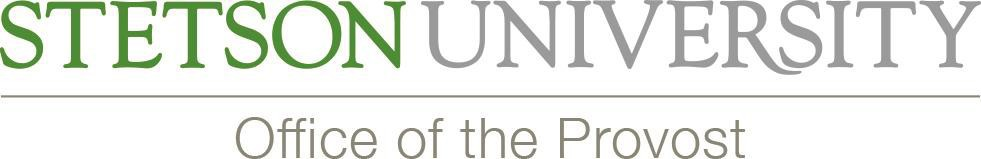 STETSON UNIVERSITY
Office of the Provost